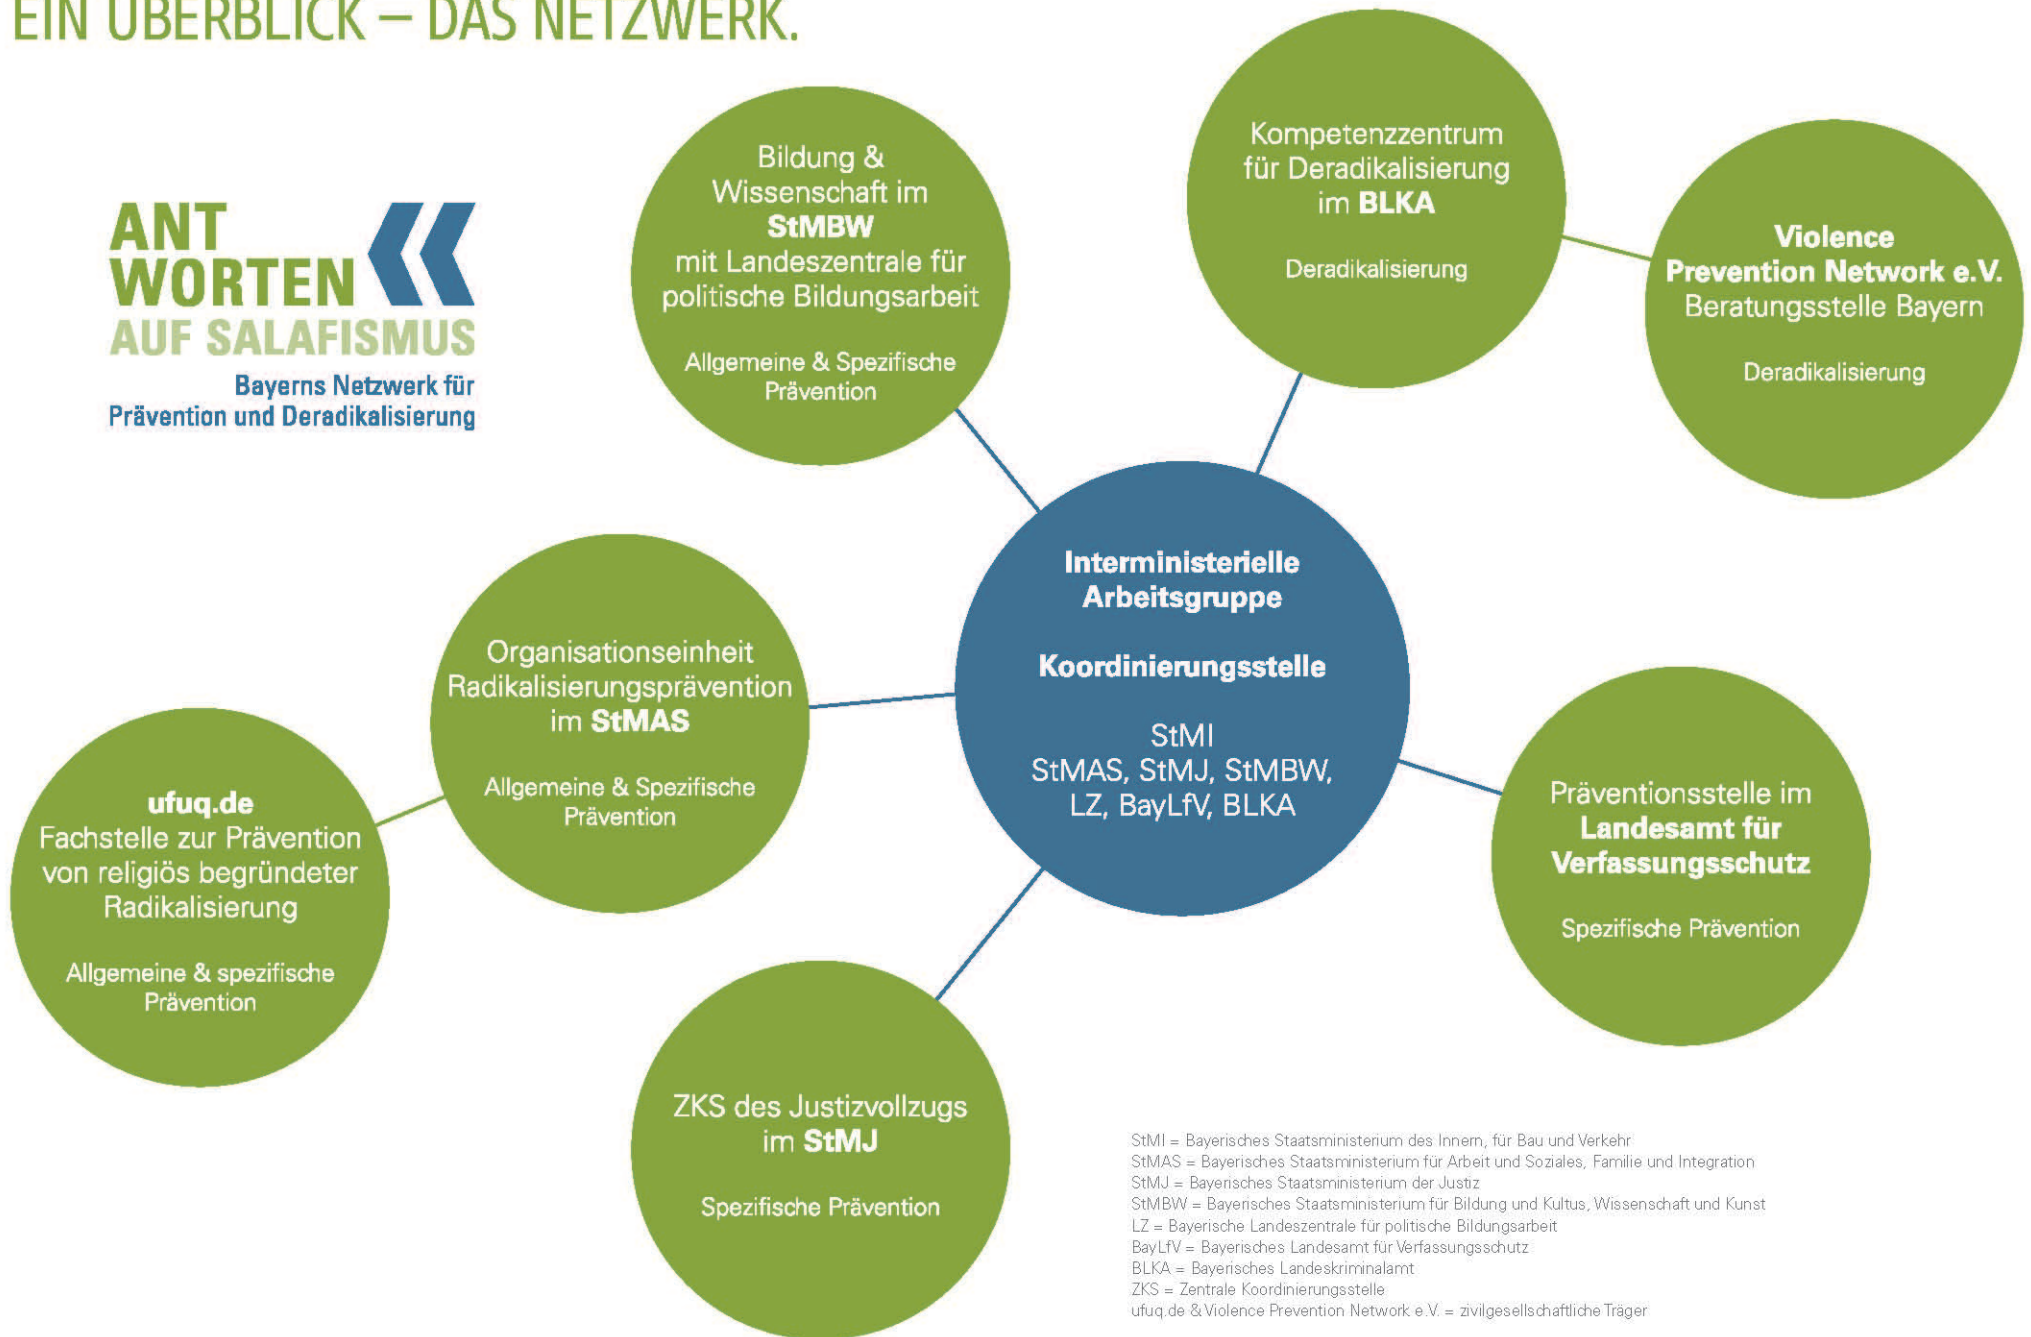 EIN ÜBERBLICK – DAS NETZWERK.
ANT
WORTEN
AUF SALAFISMUS
Bayerns Netzwerk für
Prävention und Deradikalisierung
Bildung &
Wissenschaft im
StMBW
mit Landeszentrale für
politische Bildungsarbeit
Allgemeine & Spezifische
Prävention
Kompetenzzentrum
für Deradikalisierung
im BLKA
Deradikalisierung
Violence
Prevention Network e.V.
Beratungsstelle Bayern
Deradikalisierung
Interministerielle
Arbeitsgruppe
Koordinierungsstelle
StMI
StMAS, StMJ, StMBW,
LZ, BayLfV, BLKA
Organisationseinheit
Radikalisierungsprävention
im StMAS
Allgemeine & Spezifische
Prävention
ufuq.de
Fachstelle zur Prävention
von religiös begründeter
Radikalisierung
Allgemeine & spezifische
Prävention
Präventionsstelle im
Landesamt für
Verfassungsschutz
Spezifische Prävention
ZKS des Justizvollzugs
im StMJ
Spezifische Prävention
StMI = Bayerisches Staatsministerium des Innern, für Bau und Verkehr
StMAS = Bayerisches Staatsministerium für Arbeit und Soziales, Familie und Integration
StMJ = Bayerisches Staatsministerium der Justiz
StMBW = Bayerisches Staatsministerium für Bildung und Kultus, Wissenschaft und Kunst
LZ = Bayerische Landeszentrale für politische Bildungsarbeit
BayLfV = Bayerisches Landesamt für Verfassungsschutz
BLKA = Bayerisches Landeskriminalamt
ZKS = Zentrale Koordinierungsstelle
ufuq.de & Violence Prevention Network e.V. = zivilgesellschaftliche Träger